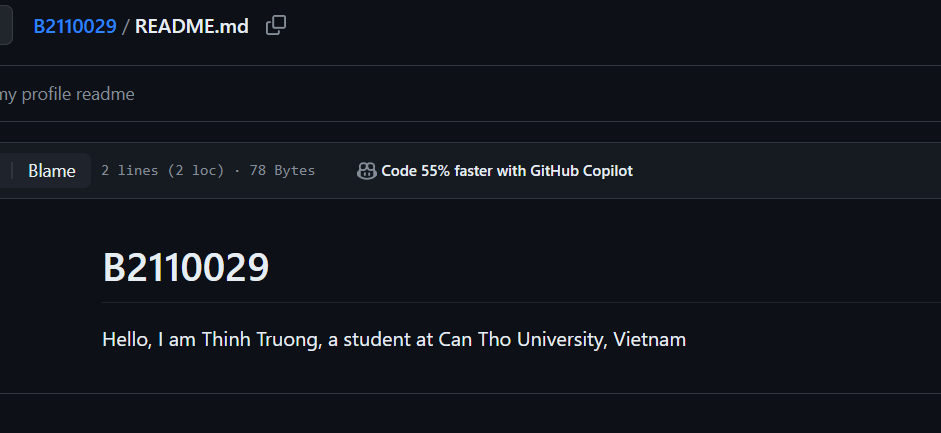 B2110029 / README.md
my profile readme
Blame 2 lines (2 loc) · 78 Bytes Code 55% faster with GitHub Copilot
B2110029
Hello, I am Thinh Truong, a student at Can Tho University, Vietnam